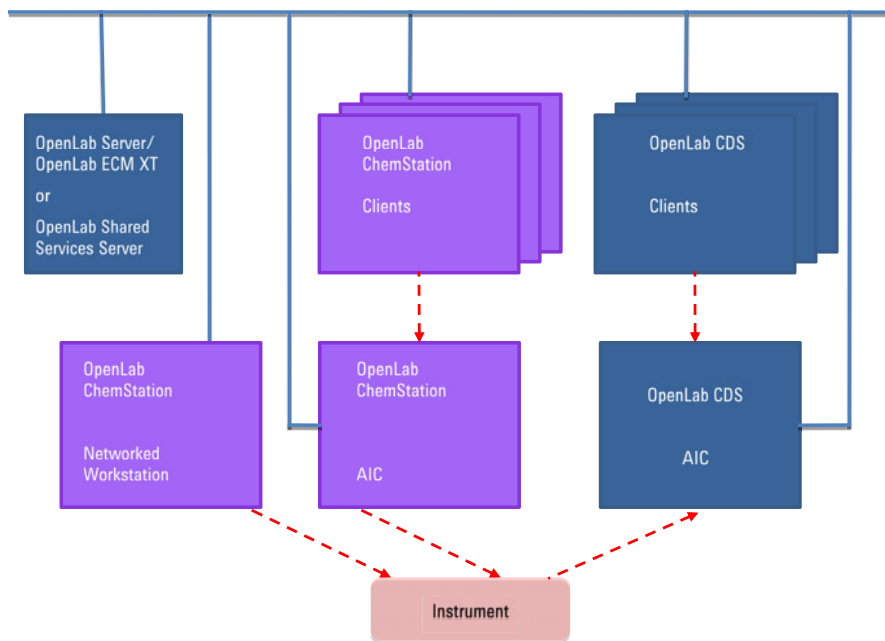 OpenLab Server/
OpenLab ECM XT
or
OpenLab Shared
Services Server
OpenLab
ChemStation
Clients
OpenLab CDS
Clients
OpenLab
ChemStation
Networked
Workstation
OpenLab
ChemStation
AIC
OpenLab CDS
AIC
Instrument